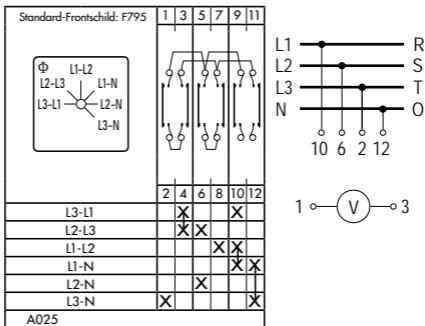 Standard-Frontschild: F795 1 3 5 7 9 11
Φ
L1-L2
L2-L3 L1-N
L3-L1 L2-N
L3-N
2 4 6 8 10 12
L3-L1 X X
L2-L3 X X
L1-L2 X X
L1-N X X
L2-N X
L3-N X X
A025
L1 R
L2 S
L3 T
N O
10 6 2 12
1 V 3